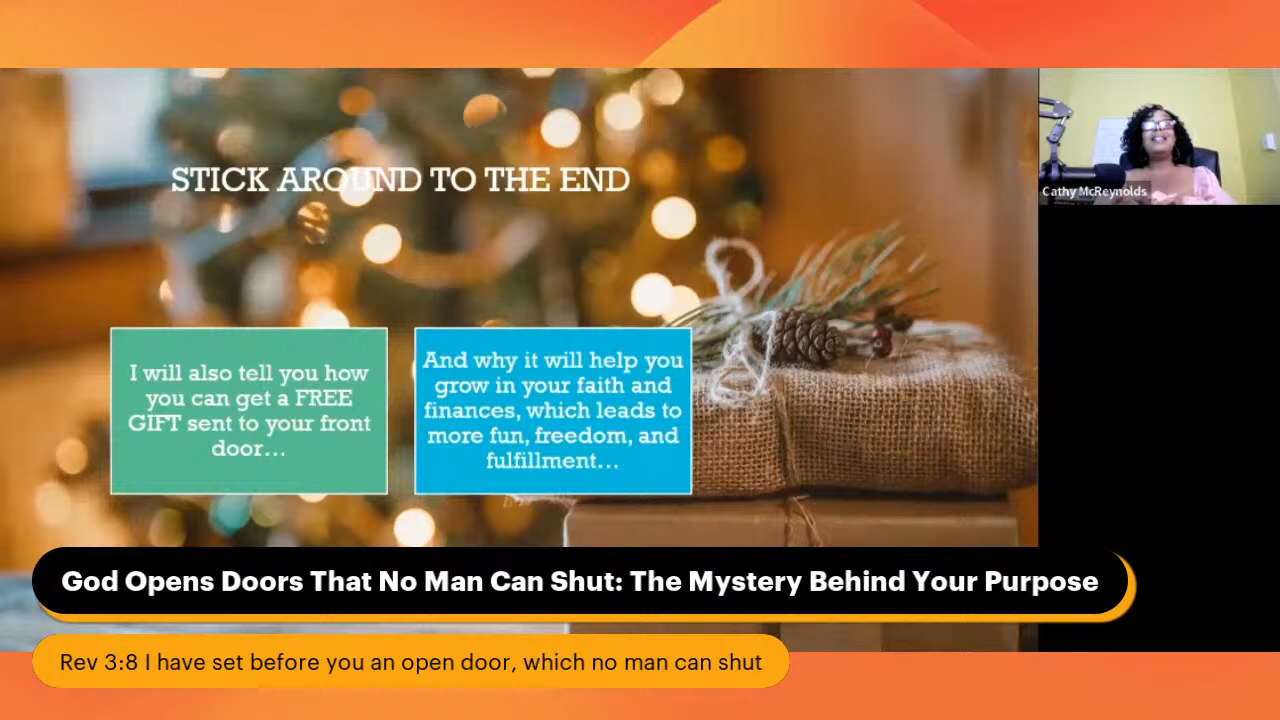 STICK AROUND TO THE END
I will also tell you how
you can get a FREE
GIFT sent to your front
door...
And why it will help you
grow in your faith and
finances, which leads to
more fun, freedom, and
fulfillment...
Cathy McReynolds
God Opens Doors That No Man Can Shut: The Mystery Behind Your Purpose
Rev 3:8 I have set before you an open door, which no man can shut